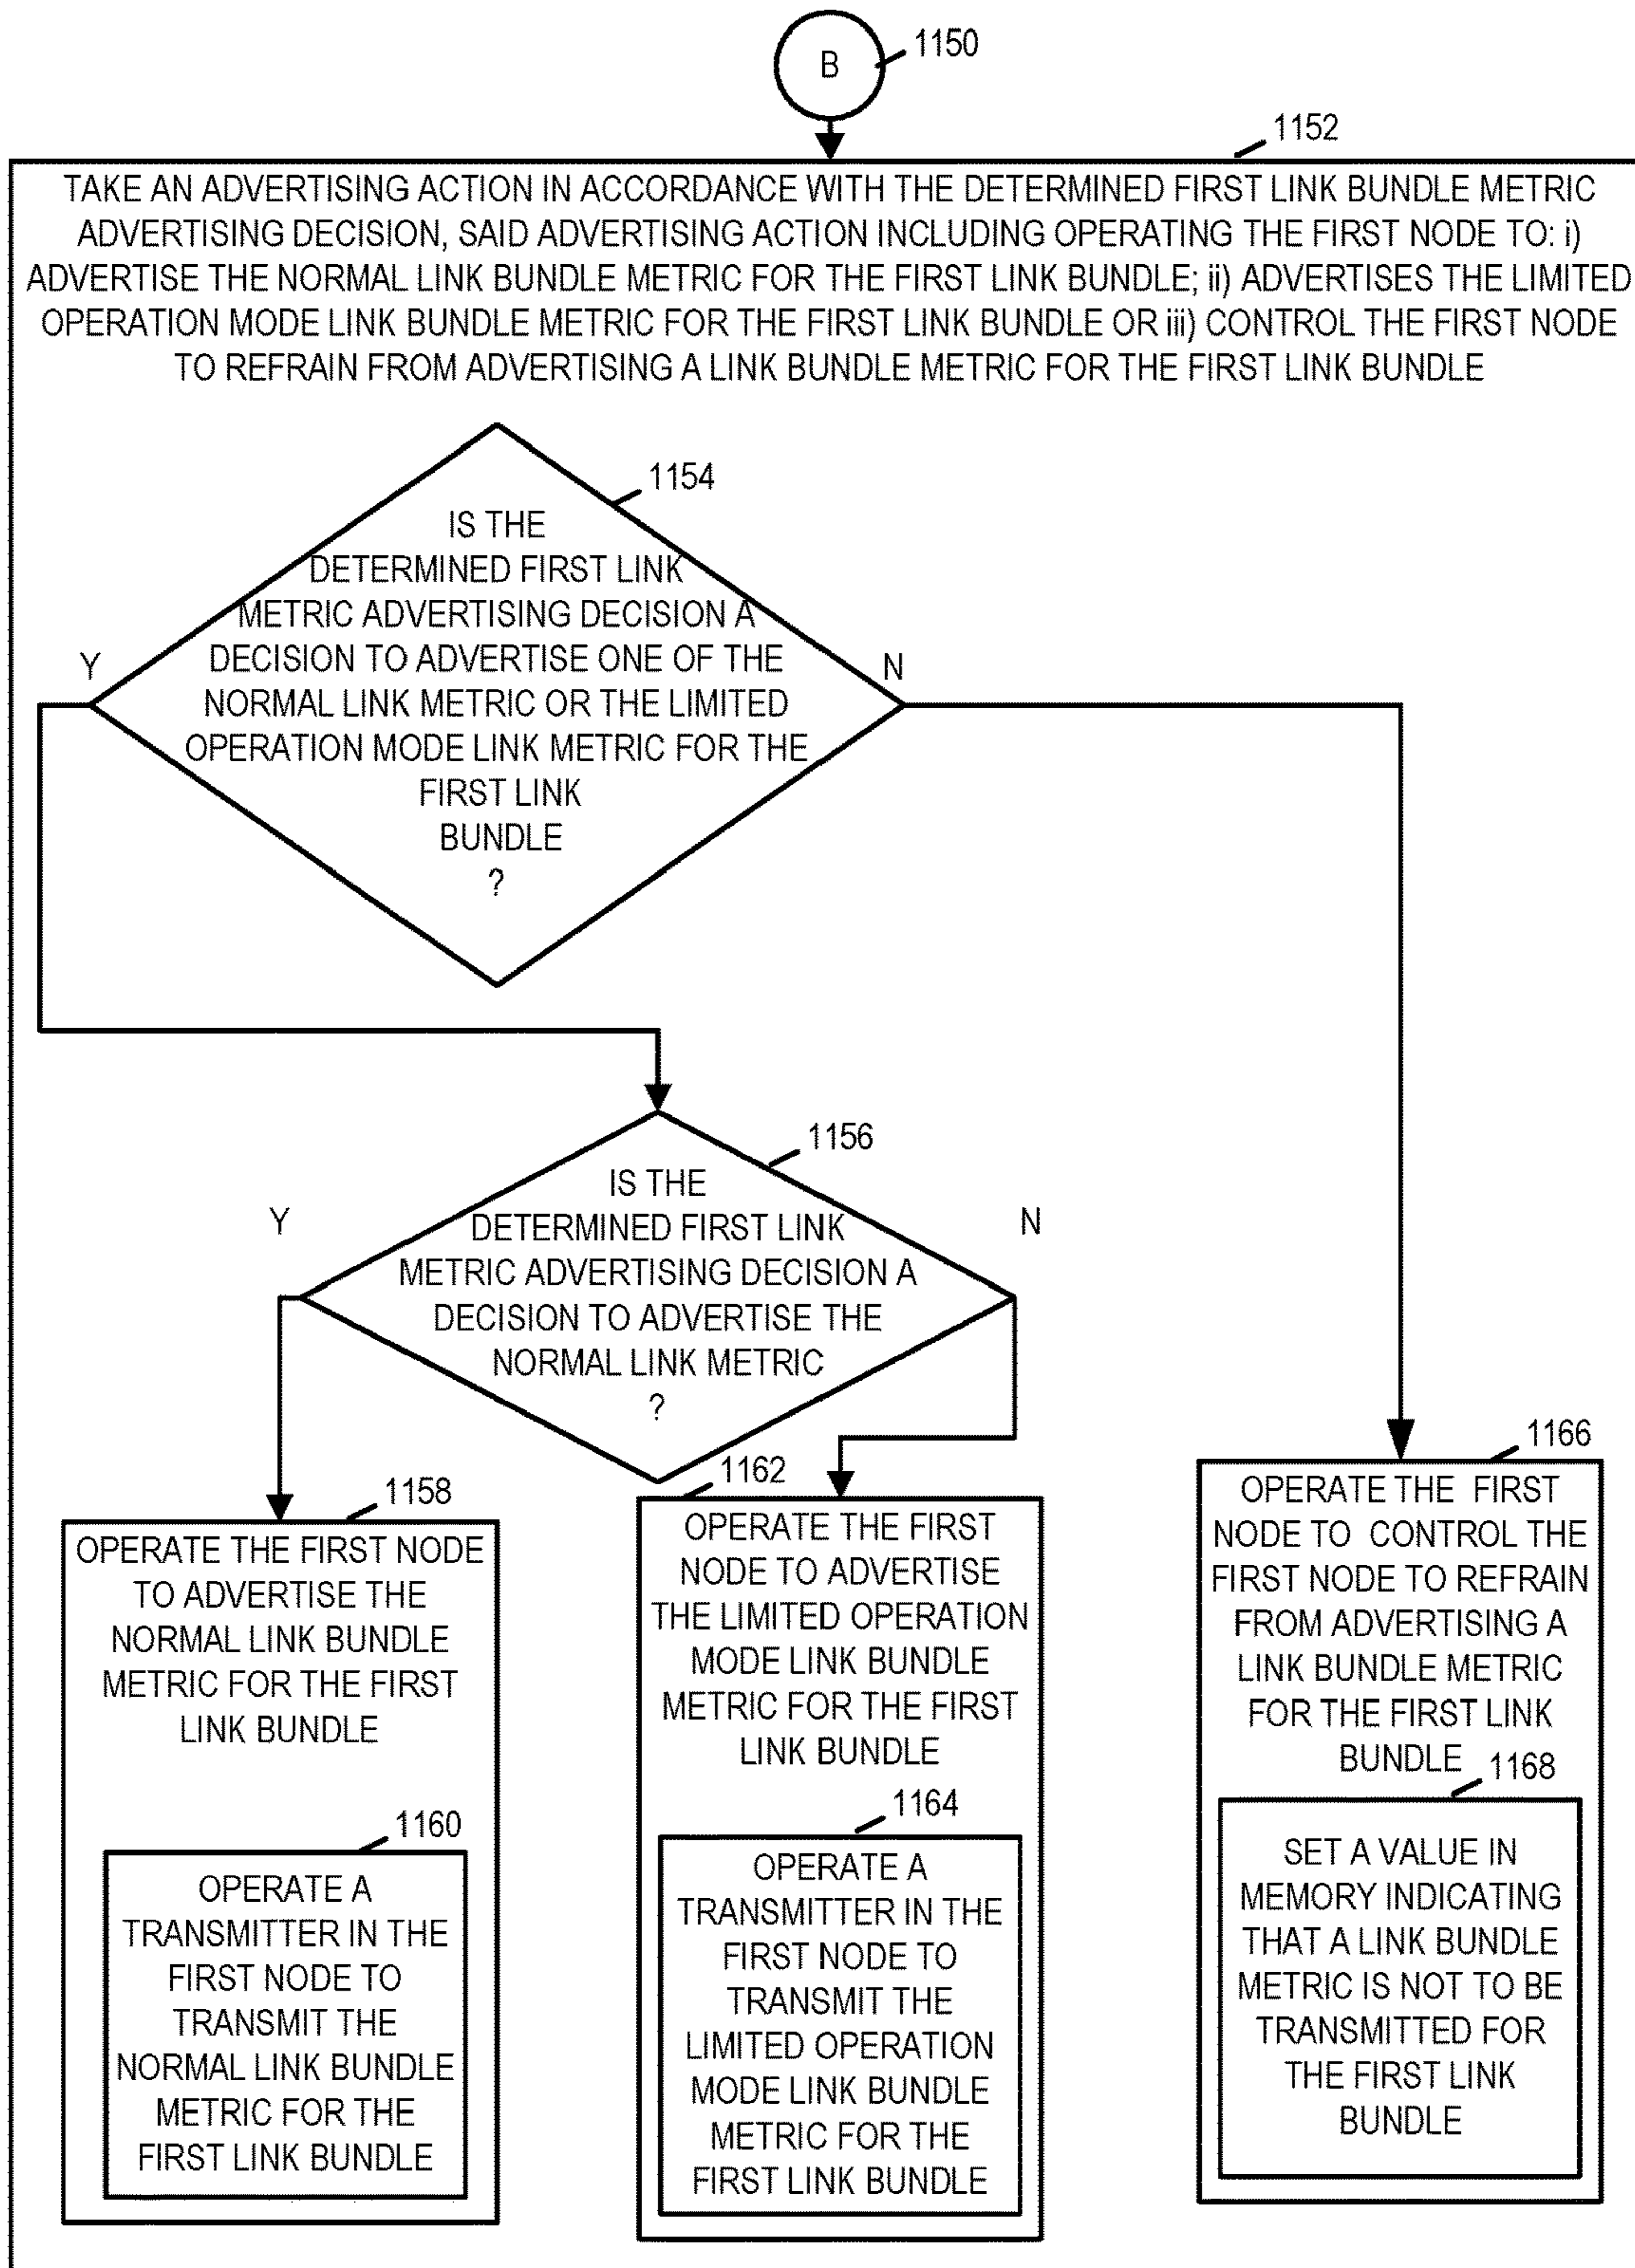 B
1150
1152
TAKE AN ADVERTISING ACTION IN ACCORDANCE WITH THE DETERMINED FIRST LINK BUNDLE METRIC
ADVERTISING DECISION, SAID ADVERTISING ACTION INCLUDING OPERATING THE FIRST NODE TO: i)
ADVERTISE THE NORMAL LINK BUNDLE METRIC FOR THE FIRST LINK BUNDLE; ii) ADVERTISES THE LIMITED
OPERATION MODE LINK BUNDLE METRIC FOR THE FIRST LINK BUNDLE OR iii) CONTROL THE FIRST NODE
TO REFRAIN FROM ADVERTISING A LINK BUNDLE METRIC FOR THE FIRST LINK BUNDLE
1154
IS THE
DETERMINED FIRST LINK
METRIC ADVERTISING DECISION A
DECISION TO ADVERTISE ONE OF THE
NORMAL LINK METRIC OR THE LIMITED
OPERATION MODE LINK METRIC FOR THE
FIRST LINK
BUNDLE
?
Y
N
1156
IS THE
DETERMINED FIRST LINK
METRIC ADVERTISING DECISION A
DECISION TO ADVERTISE THE
NORMAL LINK METRIC
?
Y
N
1158
OPERATE THE FIRST NODE
TO ADVERTISE THE
NORMAL LINK BUNDLE
METRIC FOR THE FIRST
LINK BUNDLE
1160
OPERATE A
TRANSMITTER IN THE
FIRST NODE TO
TRANSMIT THE
NORMAL LINK BUNDLE
METRIC FOR THE
FIRST LINK BUNDLE
1162
OPERATE THE FIRST
NODE TO ADVERTISE
THE LIMITED OPERATION
MODE LINK BUNDLE
METRIC FOR THE FIRST
LINK BUNDLE
1164
OPERATE A
TRANSMITTER IN THE
FIRST NODE TO
TRANSMIT THE
LIMITED OPERATION
MODE LINK BUNDLE
METRIC FOR THE
FIRST LINK BUNDLE
1166
OPERATE THE FIRST
NODE TO CONTROL THE
FIRST NODE TO REFRAIN
FROM ADVERTISING A
LINK BUNDLE METRIC
FOR THE FIRST LINK
BUNDLE
1168
SET A VALUE IN
MEMORY INDICATING
THAT A LINK BUNDLE
METRIC IS NOT TO BE
TRANSMITTED FOR
THE FIRST LINK
BUNDLE